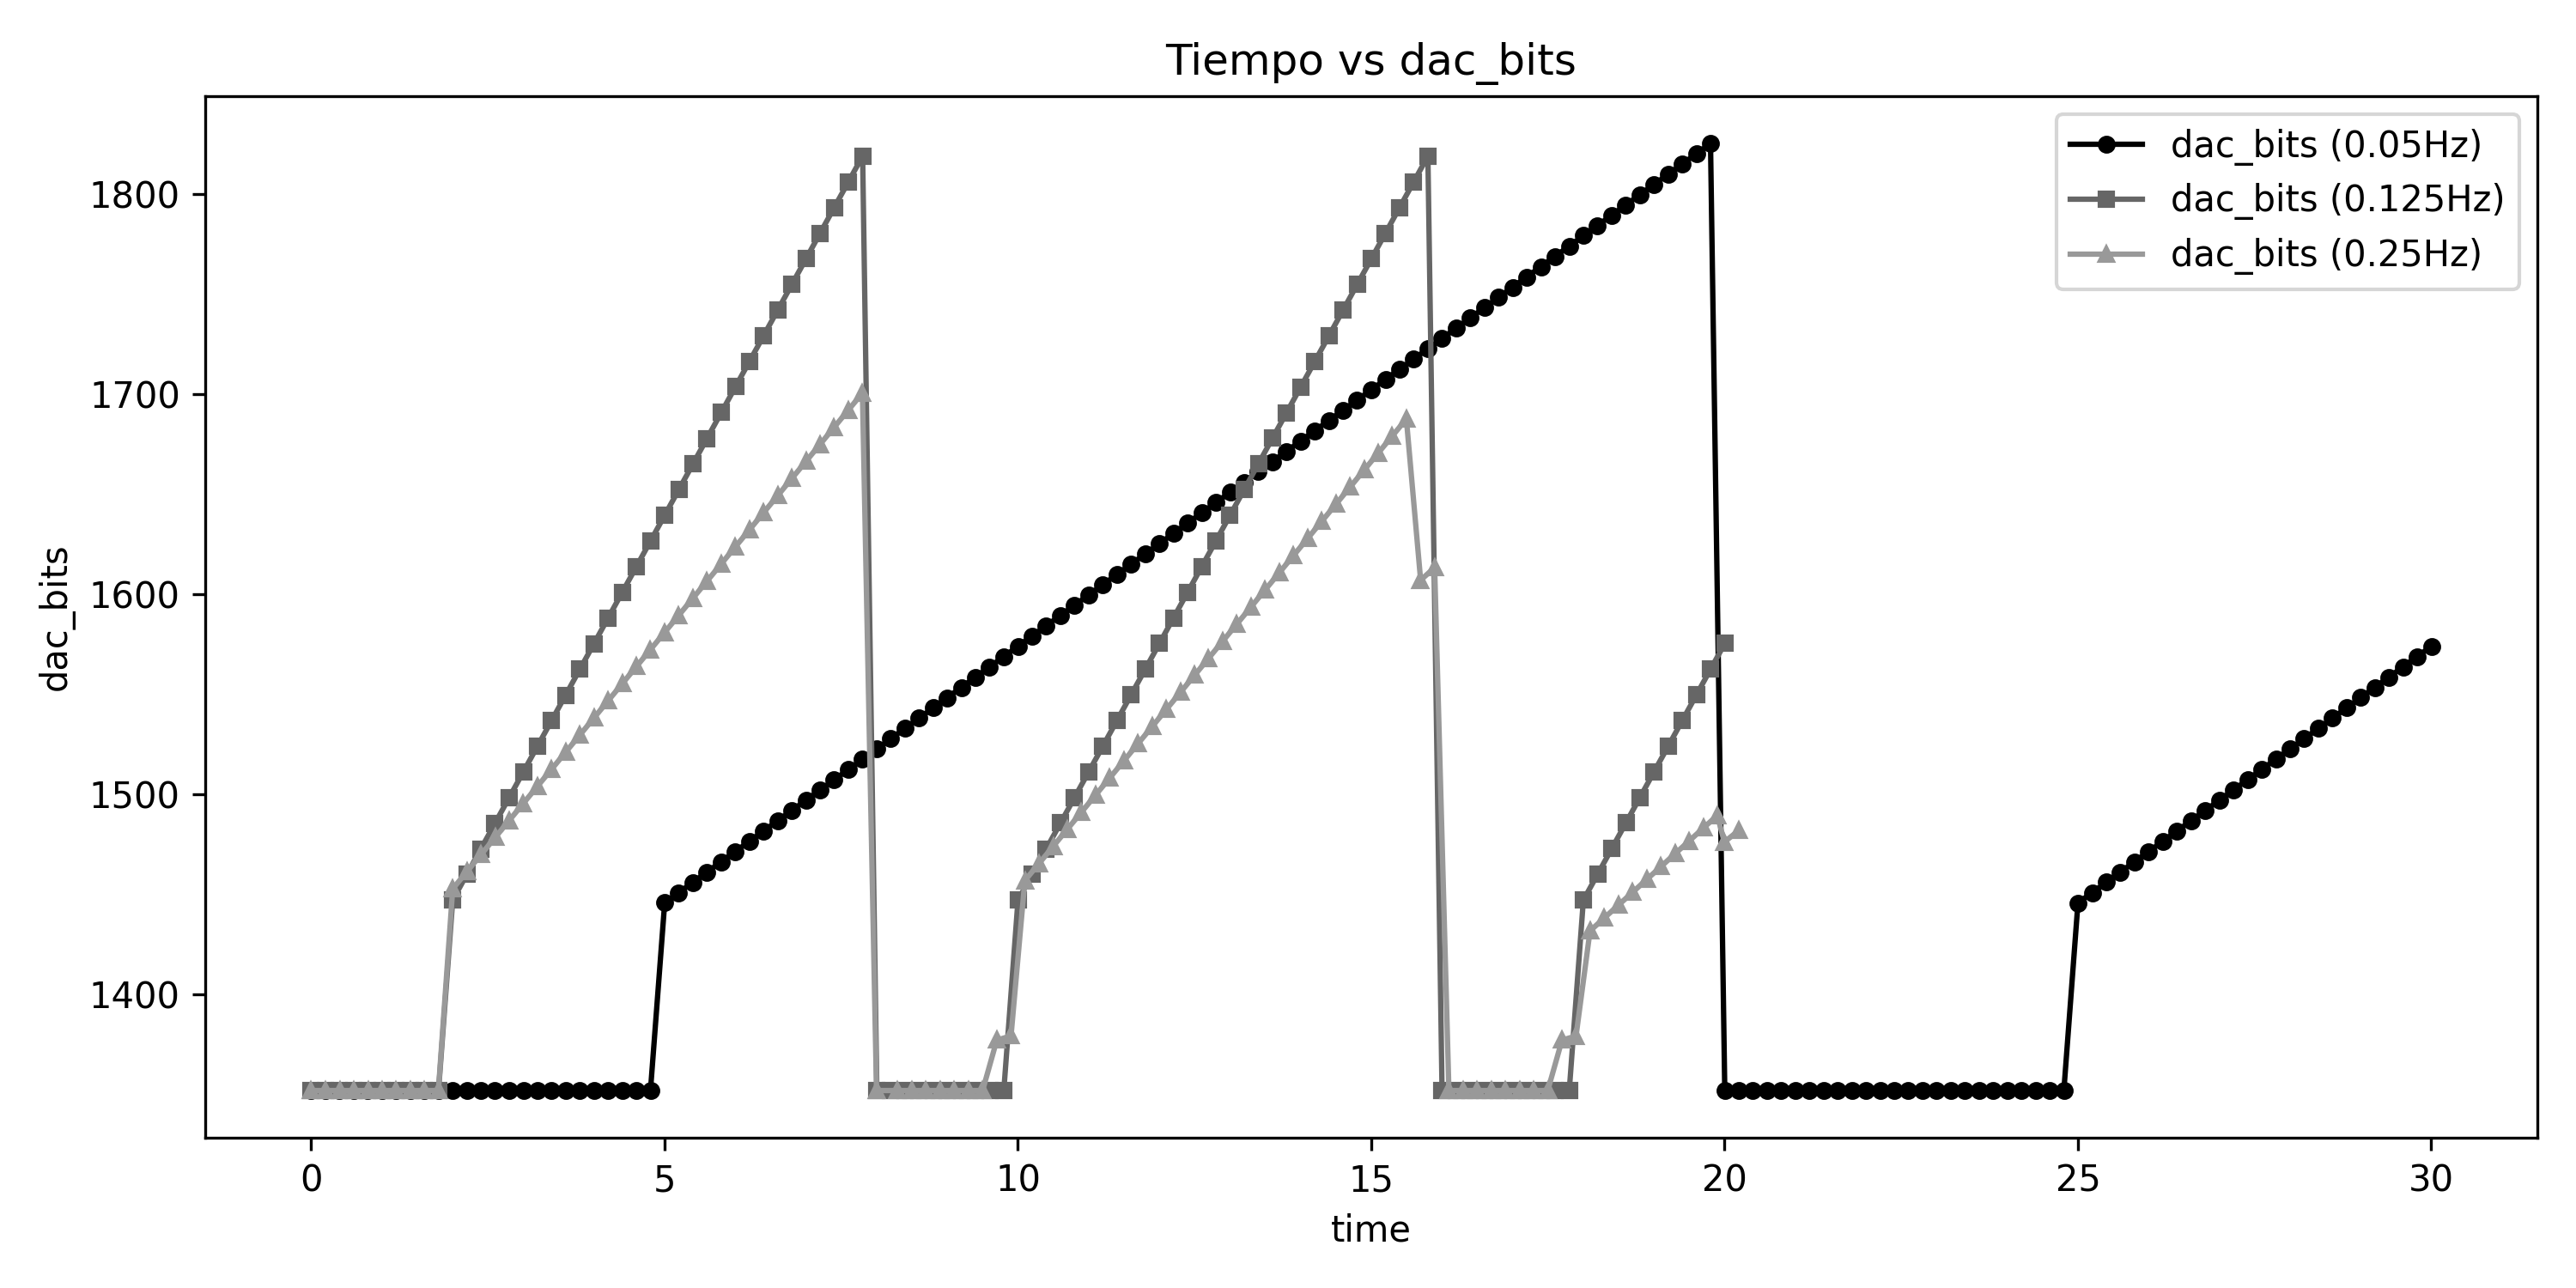 Tiempo vs dac_bits
dac_bits (0.05Hz)
dac_bits (0.125Hz)
dac_bits (0.25Hz)
dac_bits
1800
1700
1600
1500
1400
0 5 10 15 20 25 30
time